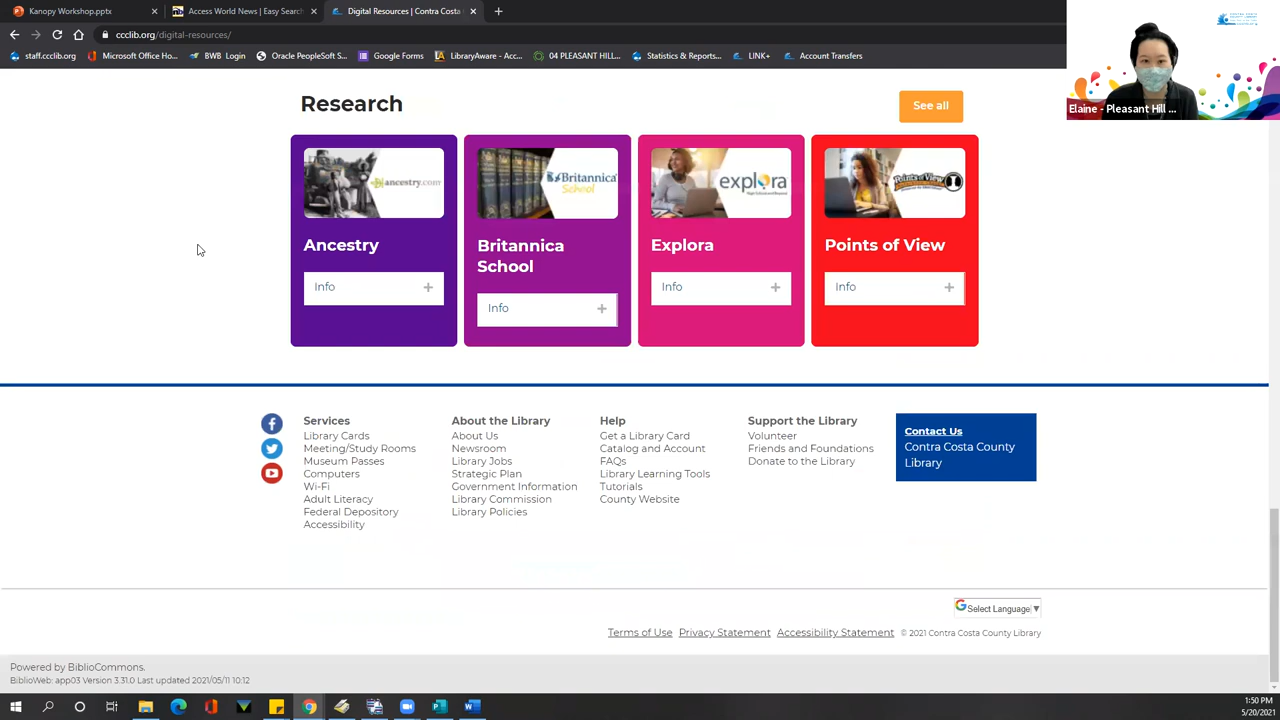 Kanopy Workshop.pptx
Access World News | Easy Search
Digital Resources | Contra Costa
ccclib.org/digital-resources/
staff.ccclib.org
Microsoft Office Ho...
BWB Login
Oracle PeopleSoft S...
Google Forms
LibraryAware - Acc...
04 PLEASANT HILL...
Statistics & Reports...
LINK+
Account Transfers
CONTRA COSTA
COUNTY LIBRARY
Elaine - Pleasant Hill ...
Research
See all
ancestry.com
Britannica
School
explora
Points of View
Ancestry
Britannica
School
Explora
Points of View
Info
Info
Info
Info
Services
Library Cards
Meeting/Study Rooms
Museum Passes
Computers
Wi-Fi
Adult Literacy
Federal Depository
Accessibility
About the Library
About Us
Newsroom
Library Jobs
Strategic Plan
Government Information
Library Commission
Library Policies
Help
Get a Library Card
Catalog and Account
FAQs
Library Learning Tools
Tutorials
County Website
Support the Library
Volunteer
Friends and Foundations
Donate to the Library
Contact Us
Contra Costa County
Library
Select Language
Terms of Use Privacy Statement Accessibility Statement © 2021 Contra Costa County Library
Powered by BiblioCommons.
BiblioWeb: app03 Version 3.31.0 Last updated 2021/05/11 10:12
1:50 PM
5/20/2021